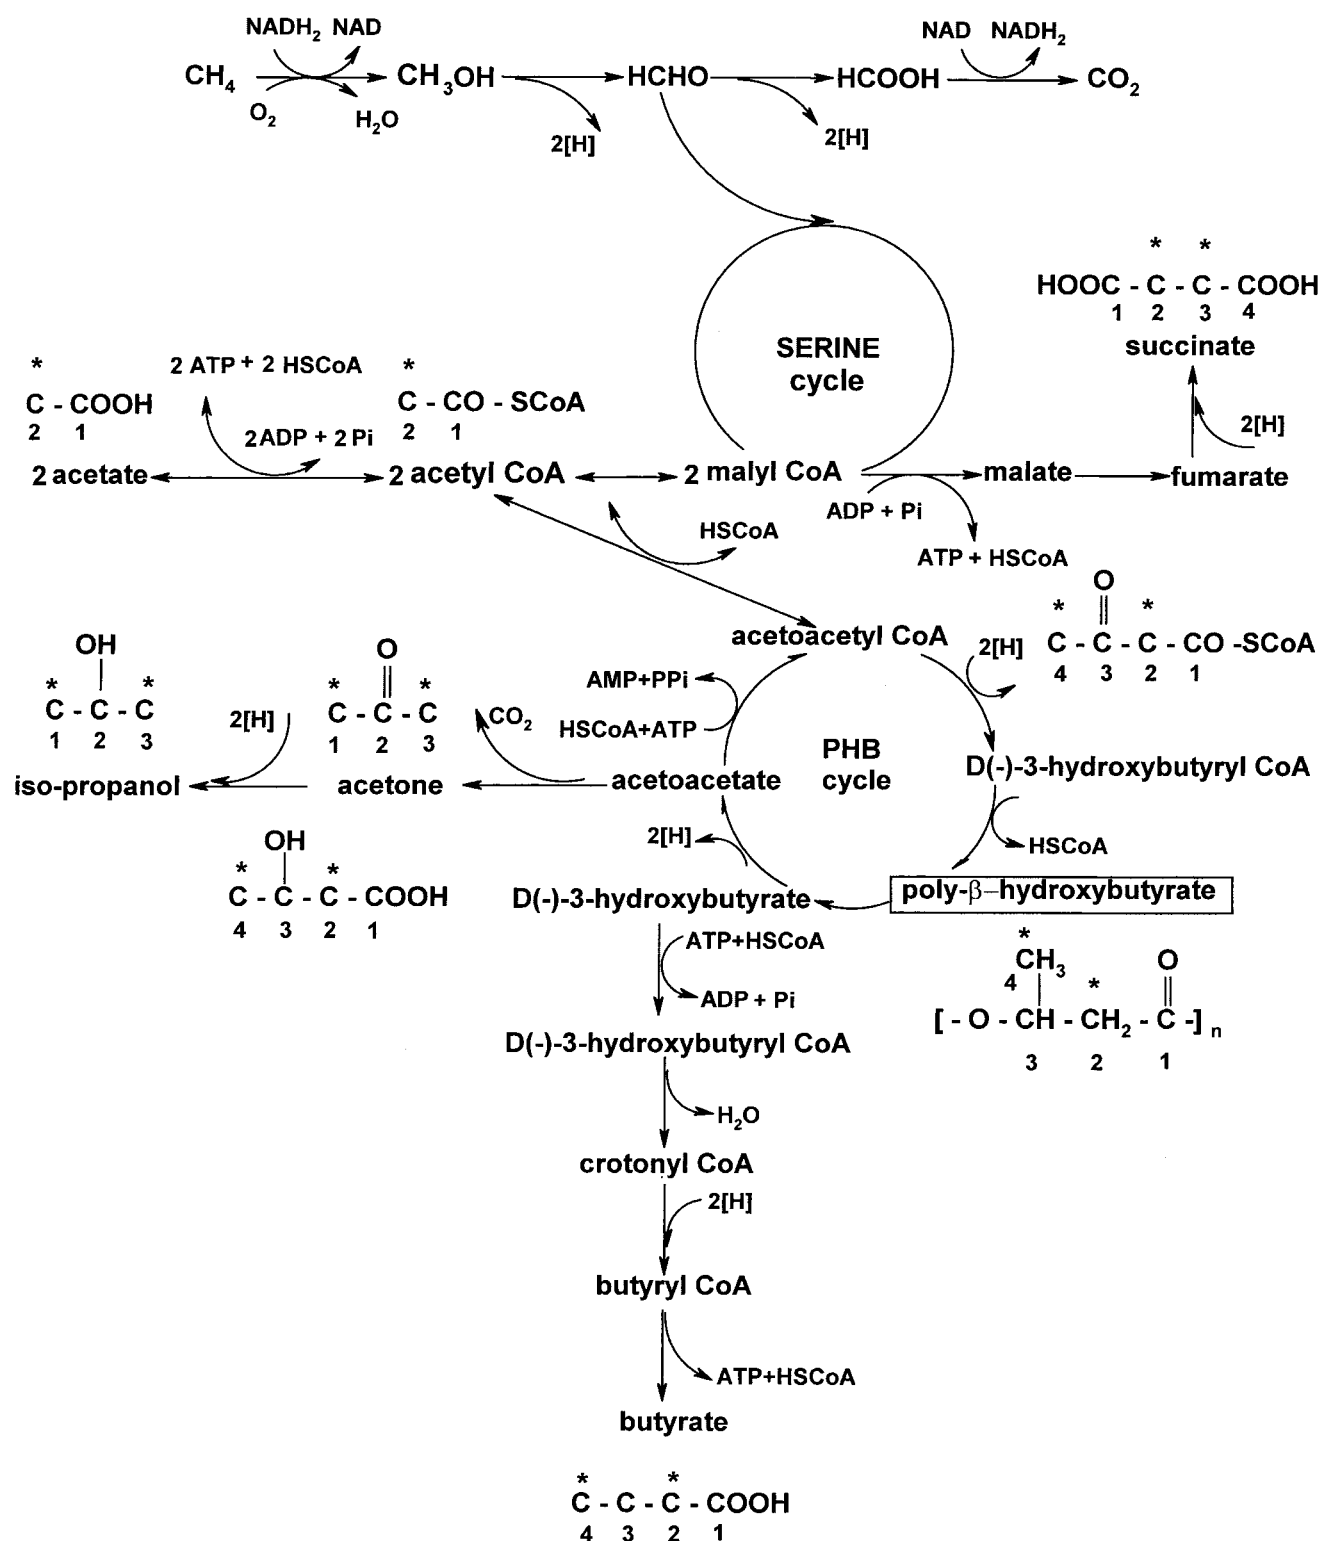 NADH2 NAD
NAD NADH2
CH4 CH3OH HCHO HCOOH CO2
O2 H2O
2[H] 2[H]
* *
HOOC - C - C - COOH
1 2 3 4
succinate
SERINE
cycle
* 2 ATP + 2 HSCoA *
C - COOH C - CO - SCoA
2 1 2ADP + 2 Pi 2 1
2[H]
2 acetate 2 acetyl CoA 2 malyl CoA malate fumarate
ADP + Pi
HSCoA
ATP + HSCoA
O
* *
acetoacetyl CoA 2[H] C - C - C - CO -SCoA
4 3 2 1
OH O
* * * *
C - C - C C - C - C
1 2 3 1 2 3
2[H] CO2
AMP+PPi
HSCoA+ATP
PHB
cycle
D(-)-3-hydroxybutyryl CoA
iso-propanol acetone acetoacetate
2[H]
HSCoA
OH
* *
C - C - C - COOH
4 3 2 1
D(-)-3-hydroxybutyrate poly-β–hydroxybutyrate
ATP+HSCoA
ADP + Pi
* O
CH3
4 *
[ - O - CH - CH2 - C -] n
3 2 1
D(-)-3-hydroxybutyryl CoA
H2O
crotonyl CoA
2[H]
butyryl CoA
ATP+HSCoA
butyrate
* *
C - C - C - COOH
4 3 2 1